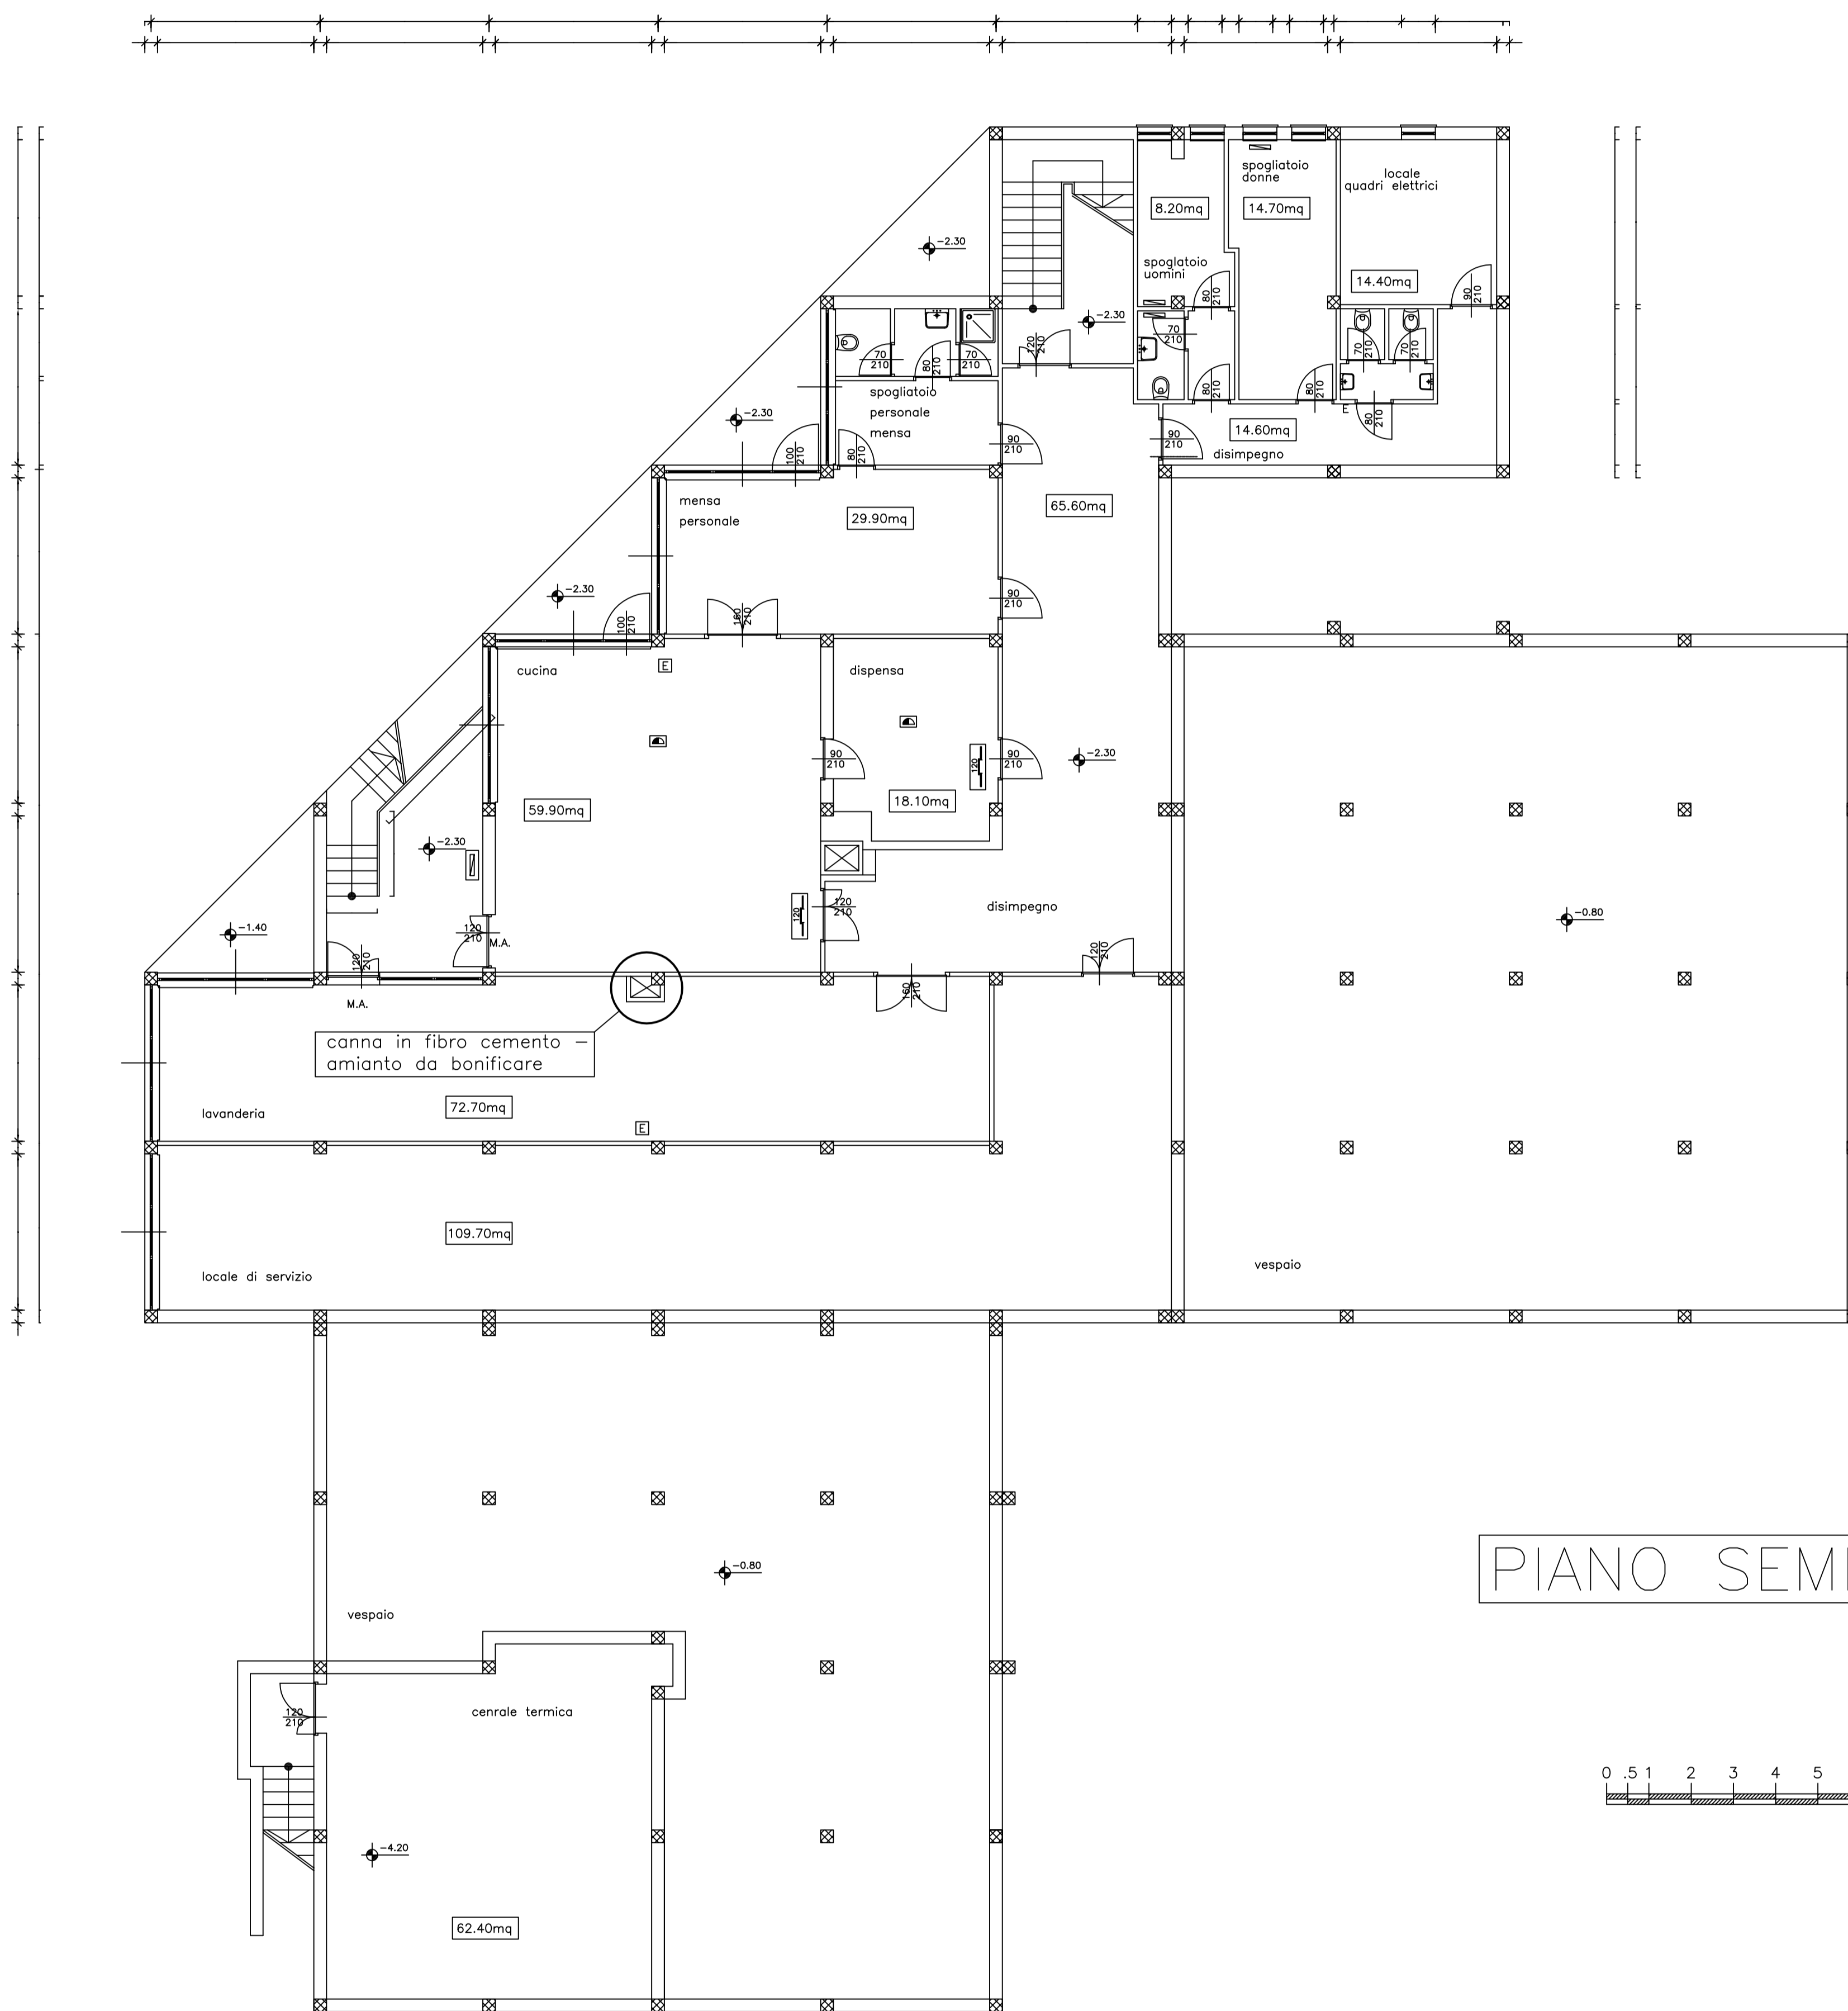 spogliatoio
donne
locale
quadri elettrici
8.20mq
14.70mq
-2.30
spoglatoio
uomini
14.40mq
80
210
90
210
-2.30
70
210
120
210
70
210
70
210
70
210
80
210
70
210
80
210
80
210
spogliatoio
personale
mensa
E
80
210
-2.30
14.60mq
90
210
90
210
disimpegno
100
210
80
210
mensa
personale
29.90mq
65.60mq
-2.30
90
210
160
210
100
210
E
cucina
dispensa
90
210
90
210
120
-2.30
59.90mq
18.10mq
-2.30
120
disimpegno
120
210
-0.80
-1.40
120
210
M.A.
120
210
120
210
160
210
M.A.
canna in fibro cemento –
amianto da bonificare
72.70mq
lavanderia
E
109.70mq
locale di servizio
vespaio
-0.80
PIANO SEM
vespaio
cenrale termica
120
210
0 .5 1 2 3 4 5
-4.20
62.40mq